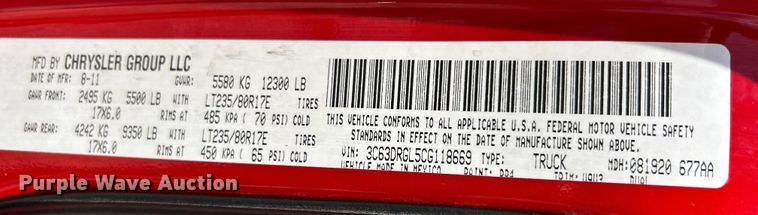 MFD BY CHRYSLER GROUP LLC
DATE OF MFR: 8-11 GVWR: 5580 KG 12300 LB
GAWR FRONT: 2495 KG 5500 LB WITH LT235/80R17E TIRES
17X6.0 RIMS AT 485 KPA ( 70 PSI) COLD
GAWR REAR: 4242 KG 9350 LB WITH LT235/80R17E TIRES
17X6.0 RIMS AT 450 KPA ( 65 PSI) COLD
THIS VEHICLE CONFORMS TO ALL APPLICABLE U.S.A. FEDERAL MOTOR VEHICLE SAFETY
STANDARDS IN EFFECT ON THE DATE OF MANUFACTURE SHOWN ABOVE.
VIN: 3C63DRGL5CG118669 TYPE: TRUCK MDH: 081920 677AA
VEHICLE MADE IN MEXICO PAINT: TRIM: DUAL
Purple Wave Auction